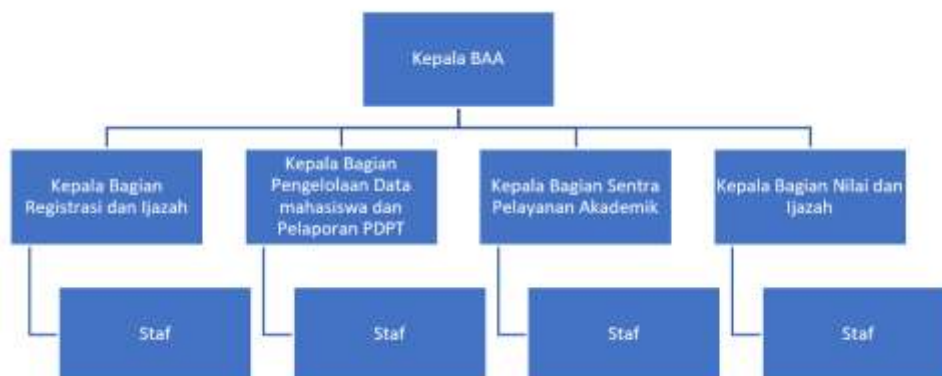 Kepala BAA
Kepala Bagian
Registrasi dan Ijazah
Kepala Bagian
Pengelolaan Data
mahasiswa dan
Pelaporan PDPT
Kepala Bagian Sentra
Pelayanan Akademik
Kepala Bagian Nilai dan
Ijazah
Staf
Staf
Staf
Staf